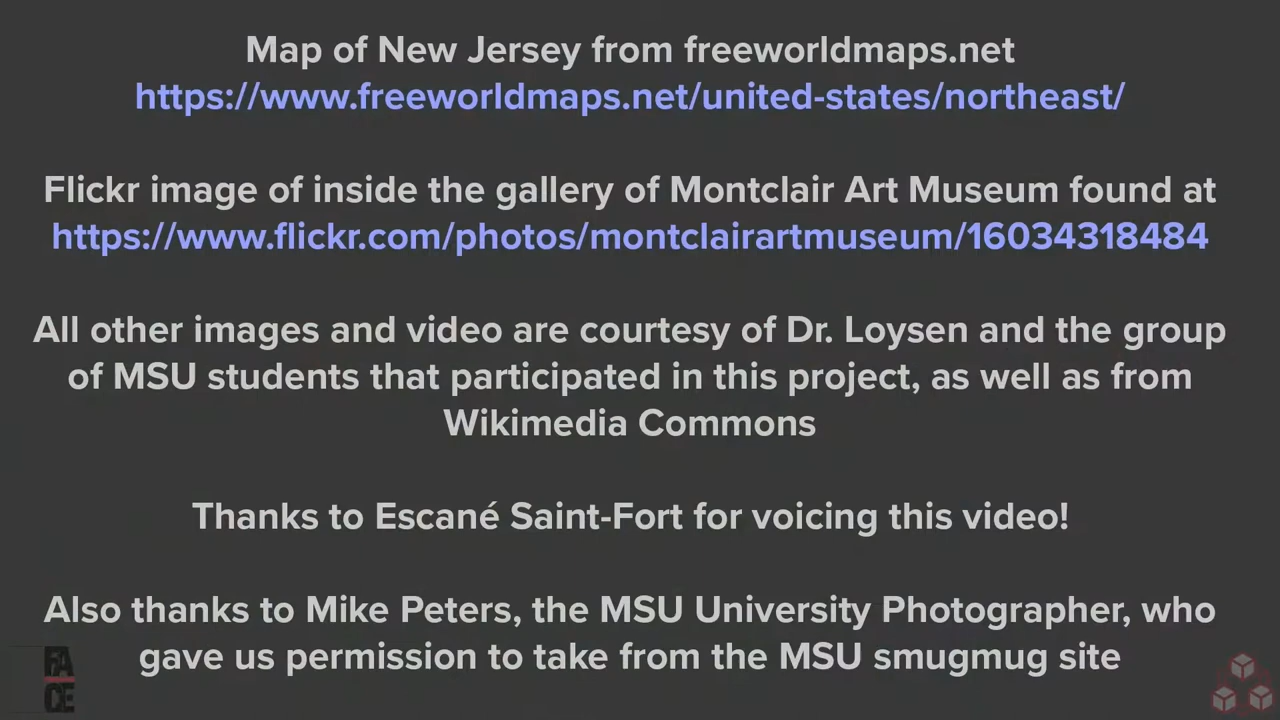 Map of New Jersey from freeworldmaps.net
https://www.freeworldmaps.net/united-states/northeast/
Flickr image of inside the gallery of Montclair Art Museum found at
https://www.flickr.com/photos/montclairartmuseum/16034318484
All other images and video are courtesy of Dr. Loysen and the group
of MSU students that participated in this project, as well as from
Wikimedia Commons
Thanks to Escané Saint-Fort for voicing this video!
Also thanks to Mike Peters, the MSU University Photographer, who
gave us permission to take from the MSU smugmug site
FA
CE